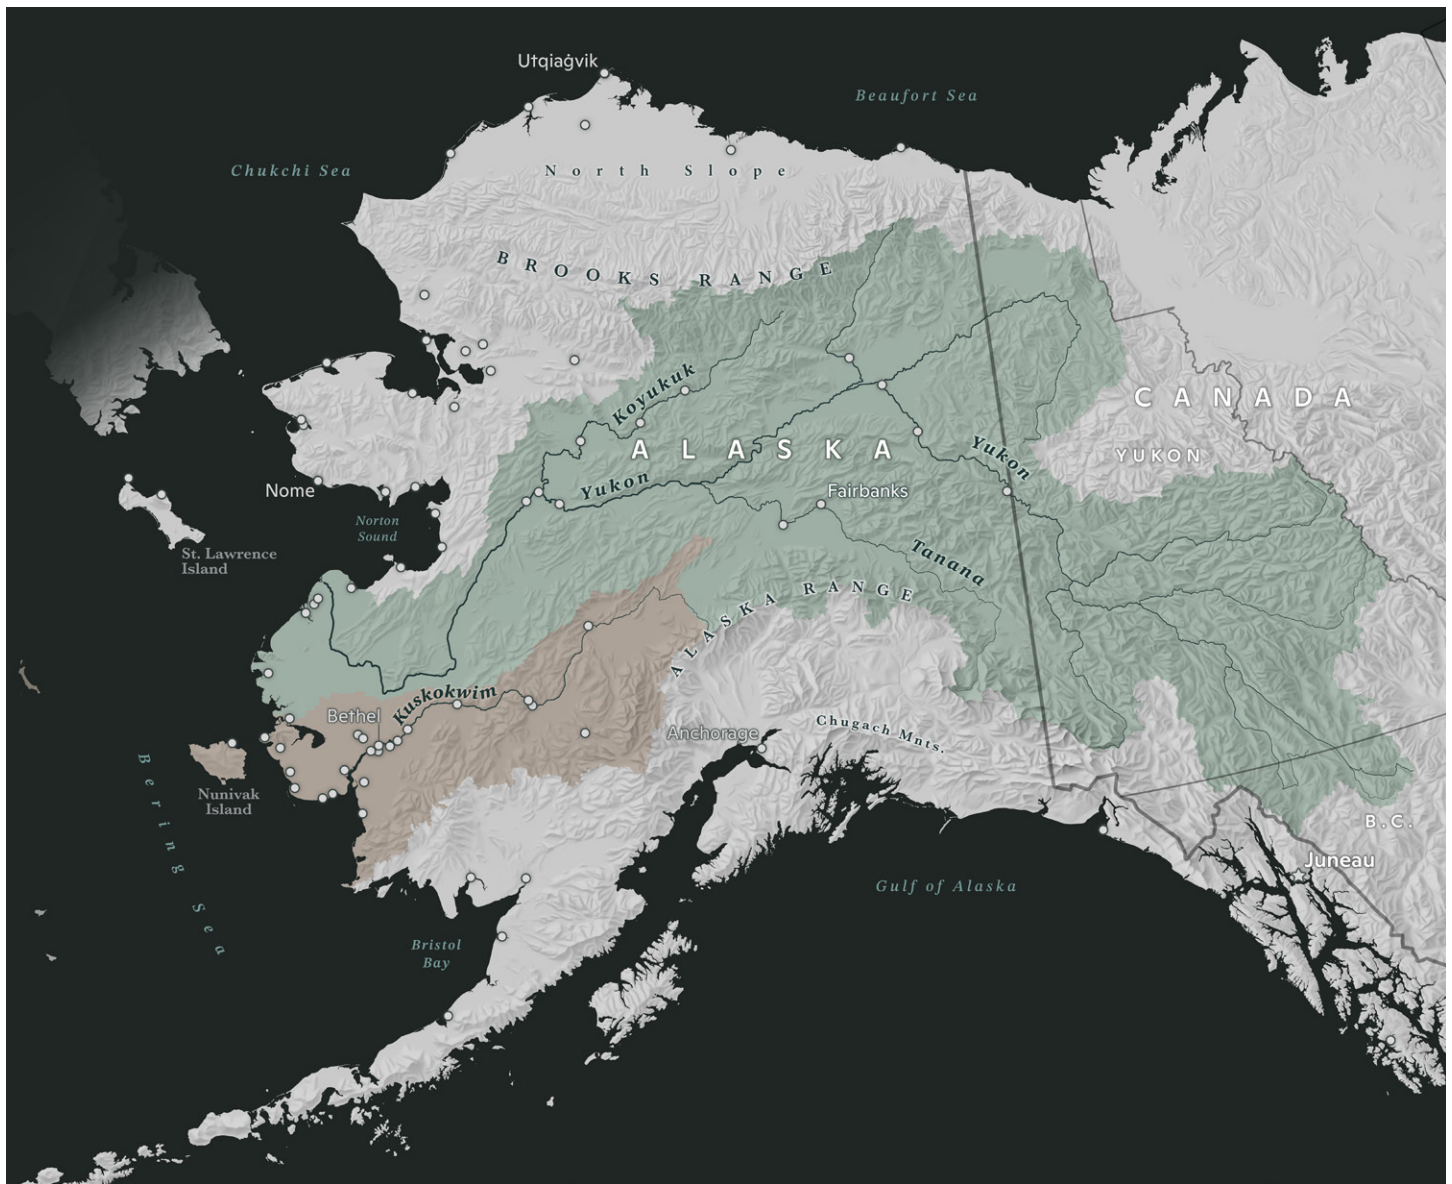 Utqiaġvik
Beaufort Sea
Chukchi Sea
North Slope
BROOKS RANGE
CANADA
Koyukuk
ALASKA
Yukon
YUKON
Yukon
Nome
Fairbanks
Norton
Sound
St. Lawrence
Island
Tanana
ALASKA RANGE
Kuskokwim
Bethel
Chugach Mnts.
Anchorage
Nunivak
Island
Bering Sea
B.C.
Juneau
Gulf of Alaska
Bristol
Bay